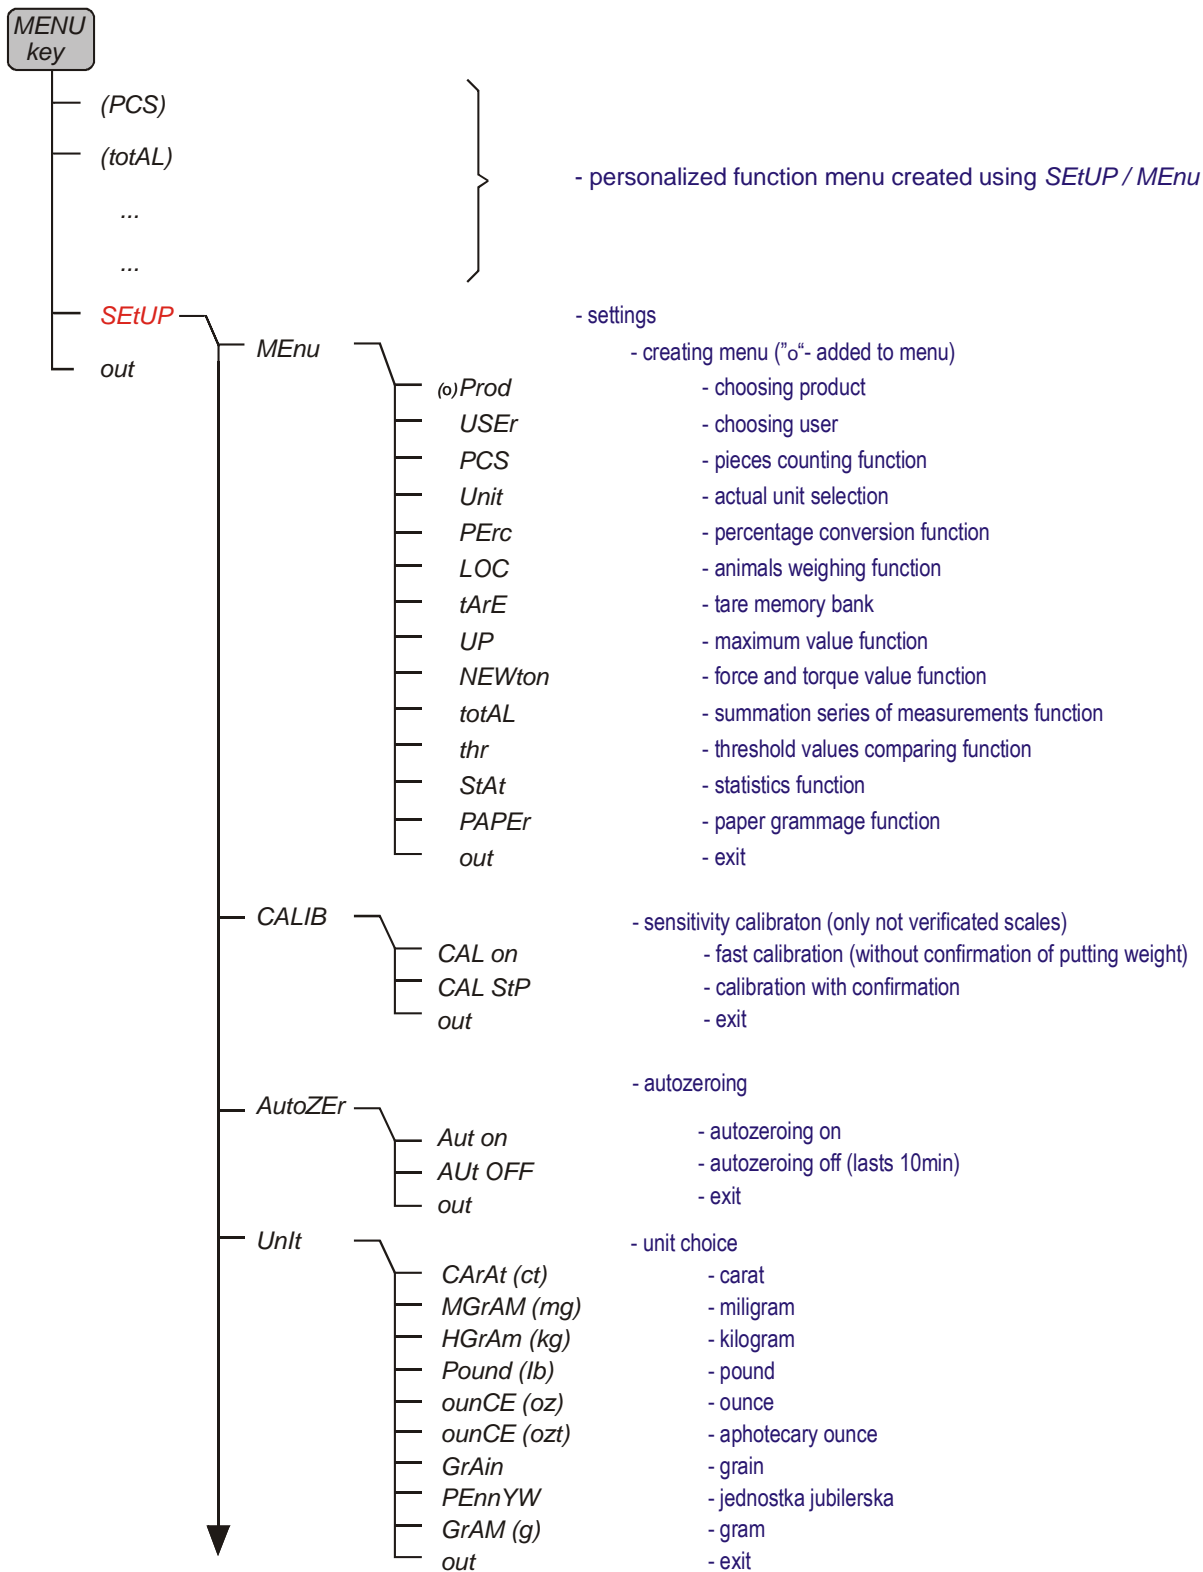 MENU
key
(PCS)
(totAL)
...
- personalized function menu created using SEtUP / MEnu
...
SEtUP - settings
MEnu - creating menu (”o“- added to menu)
out
(o)Prod - choosing product
USEr - choosing user
PCS - pieces counting function
Unit - actual unit selection
PErc - percentage conversion function
LOC - animals weighing function
tArE - tare memory bank
UP - maximum value function
NEWton - force and torque value function
totAL - summation series of measurements function
thr - threshold values comparing function
StAt - statistics function
PAPEr - paper grammage function
out - exit
CALIB - sensitivity calibraton (only not verificated scales)
CAL on - fast calibration (without confirmation of putting weight)
CAL StP - calibration with confirmation
out - exit
AutoZEr - autozeroing
Aut on - autozeroing on
AUt OFF - autozeroing off (lasts 10min)
out - exit
UnIt - unit choice
CArAt (ct) - carat
MGrAM (mg) - miligram
HGrAm (kg) - kilogram
Pound (lb) - pound
ounCE (oz) - ounce
ounCE (ozt) - aphotecary ounce
GrAin - grain
PEnnYW - jednostka jubilerska
GrAM (g) - gram
out - exit